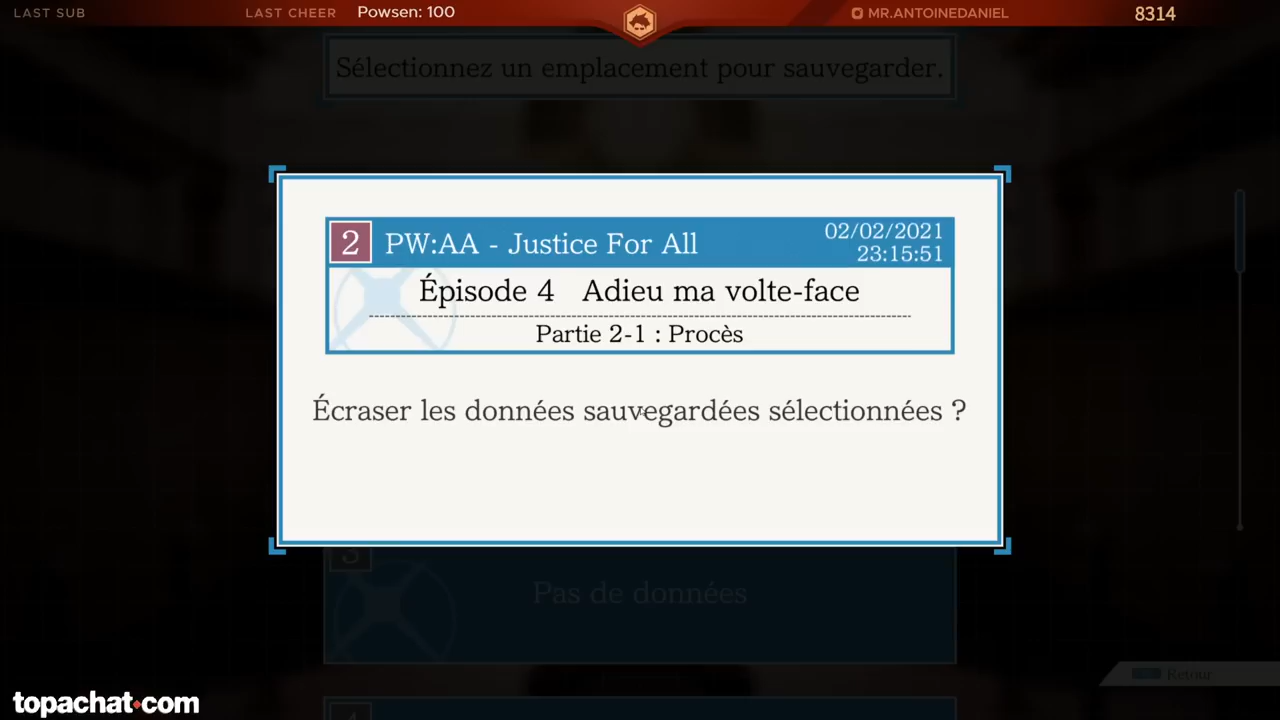 LAST SUB
LAST CHEER Powsen: 100
MR.ANTOINEDANIEL
8314
Sélectionnez un emplacement pour sauvegarder.
2 PW:AA - Justice For All
02/02/2021
23:15:51
Épisode 4 Adieu ma volte-face
Partie 2-1 : Procès
Écraser les données sauvegardées sélectionnées ?
3
Pas de données
Retour
4
topachat.com